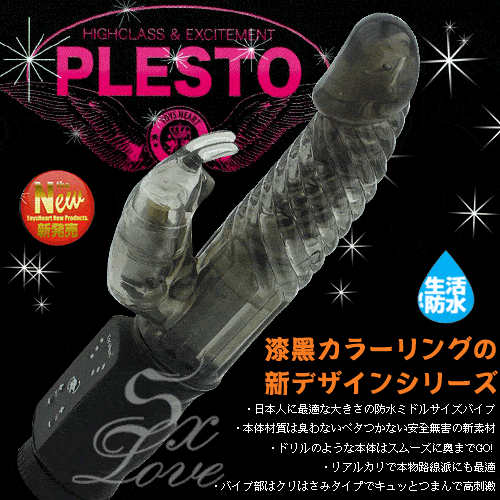 HIGHCLASS & EXCITEMENT
PLESTO
TOYS HEART
the
New
ToysHeart New Products.
新発売
生活
防水
漆黒カラーリングの
新デザインシリーズ
・日本人に最適な大きさの防水ミドルサイズバイブ
・本体材質は臭わないベタつかない安全無害の新素材
・ドリルのような本体はスムーズに奥までGO!
・リアルカリで本物路線派にも最適
・バイブ部はクリはさみタイプでキュッとつまんで高刺激
5x
Love